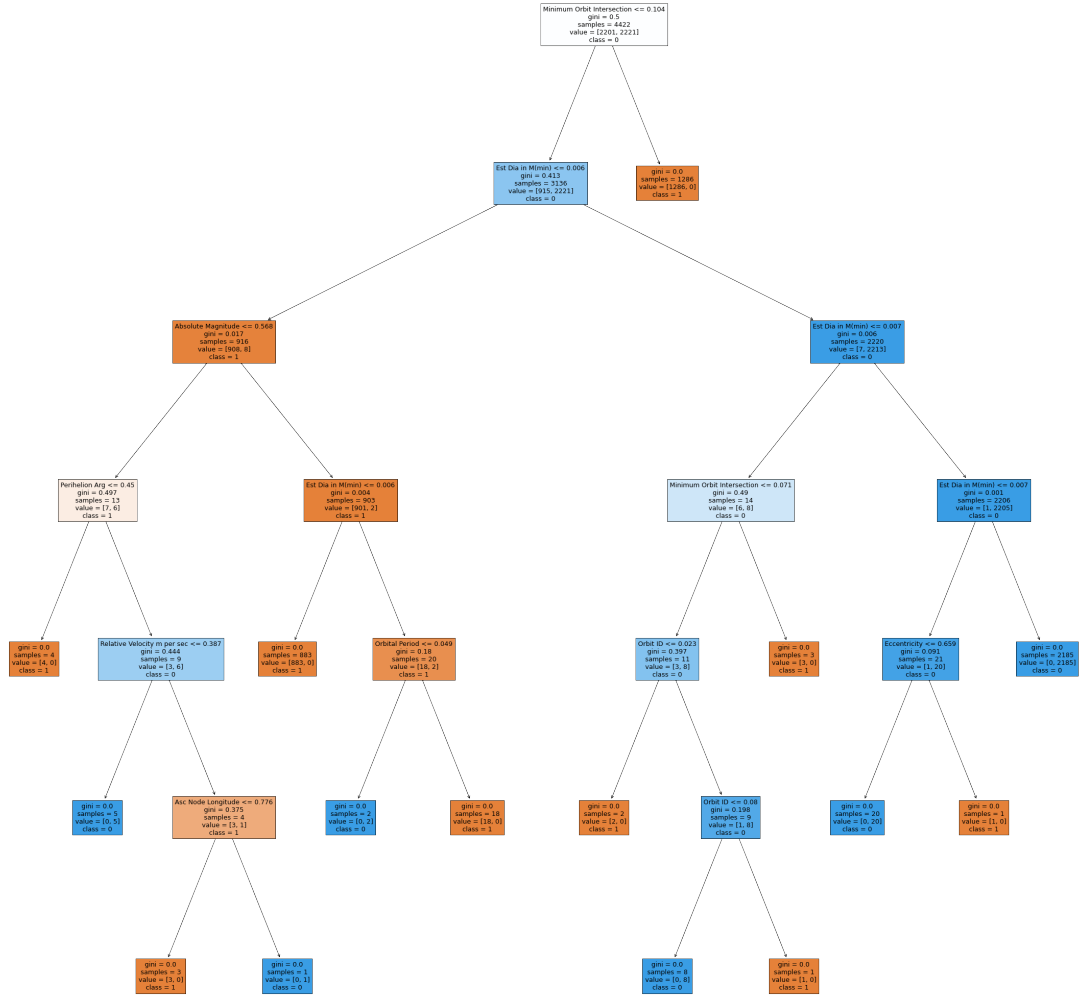 Minimum Orbit Intersection <= 0.104
gini = 0.5
samples = 4422
value = [2201, 2221]
class = 0
Est Dia in M(min) <= 0.006
gini = 0.413
samples = 3136
value = [915, 2221]
class = 0
gini = 0.0
samples = 1286
value = [1286, 0]
class = 1
Absolute Magnitude <= 0.568
gini = 0.017
samples = 916
value = [908, 8]
class = 1
Est Dia in M(min) <= 0.007
gini = 0.006
samples = 2220
value = [7, 2213]
class = 0
Perihelion Arg <= 0.45
gini = 0.497
samples = 13
value = [7, 6]
class = 1
Est Dia in M(min) <= 0.006
gini = 0.004
samples = 903
value = [901, 2]
class = 1
Minimum Orbit Intersection <= 0.071
gini = 0.49
samples = 14
value = [6, 8]
class = 0
Est Dia in M(min) <= 0.007
gini = 0.001
samples = 2206
value = [1, 2205]
class = 0
gini = 0.0
samples = 4
value = [4, 0]
class = 1
Relative Velocity m per sec <= 0.387
gini = 0.444
samples = 9
value = [3, 6]
class = 0
gini = 0.0
samples = 883
value = [883, 0]
class = 1
Orbital Period <= 0.049
gini = 0.18
samples = 20
value = [18, 2]
class = 1
Orbit ID <= 0.023
gini = 0.397
samples = 11
value = [3, 8]
class = 0
gini = 0.0
samples = 3
value = [3, 0]
class = 1
Eccentricity <= 0.659
gini = 0.091
samples = 21
value = [1, 20]
class = 0
gini = 0.0
samples = 2185
value = [0, 2185]
class = 0
gini = 0.0
samples = 5
value = [0, 5]
class = 0
Asc Node Longitude <= 0.776
gini = 0.375
samples = 4
value = [3, 1]
class = 1
gini = 0.0
samples = 2
value = [0, 2]
class = 0
gini = 0.0
samples = 18
value = [18, 0]
class = 1
gini = 0.0
samples = 2
value = [2, 0]
class = 1
Orbit ID <= 0.08
gini = 0.198
samples = 9
value = [1, 8]
class = 0
gini = 0.0
samples = 20
value = [0, 20]
class = 0
gini = 0.0
samples = 1
value = [1, 0]
class = 1
gini = 0.0
samples = 3
value = [3, 0]
class = 1
gini = 0.0
samples = 1
value = [0, 1]
class = 0
gini = 0.0
samples = 8
value = [0, 8]
class = 0
gini = 0.0
samples = 1
value = [1, 0]
class = 1